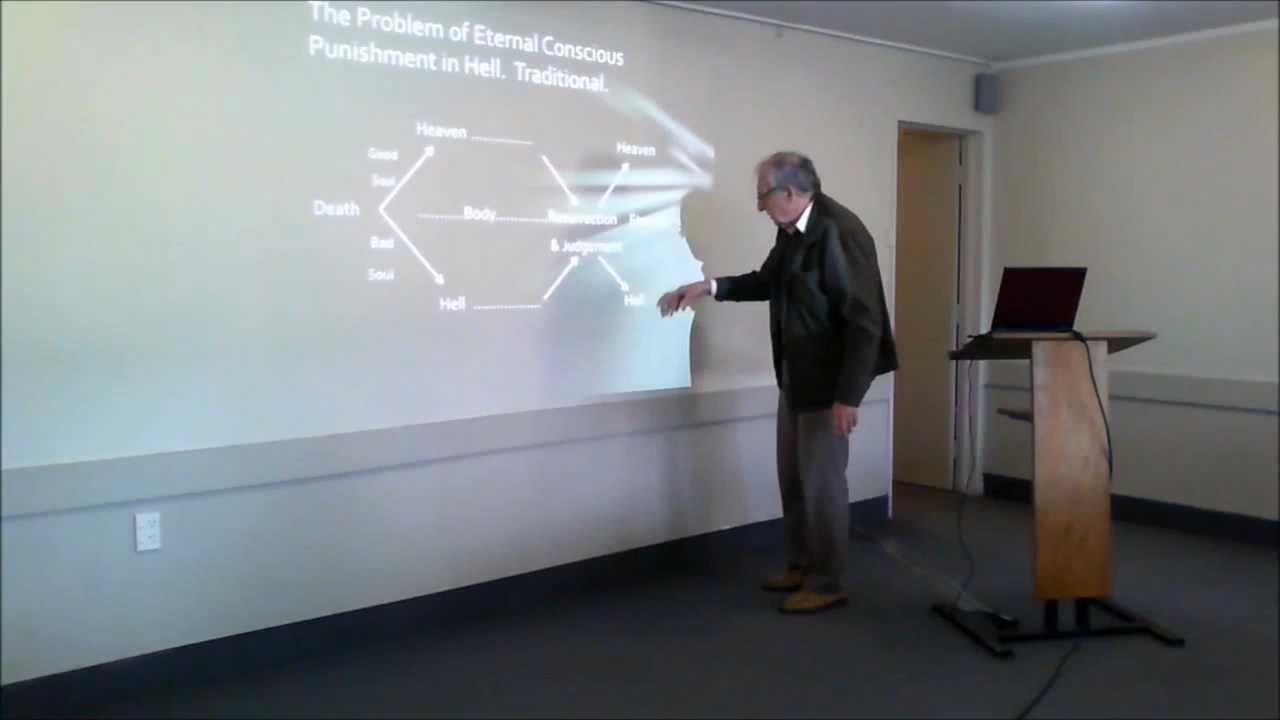 The Problem of Eternal Conscious
Punishment in Hell. Traditional.
Heaven ..............
Heaven
Good
Soul
Death
.............Body...............Resurrection
Bad
& Judgement
Soul
Hell ...............
Hell